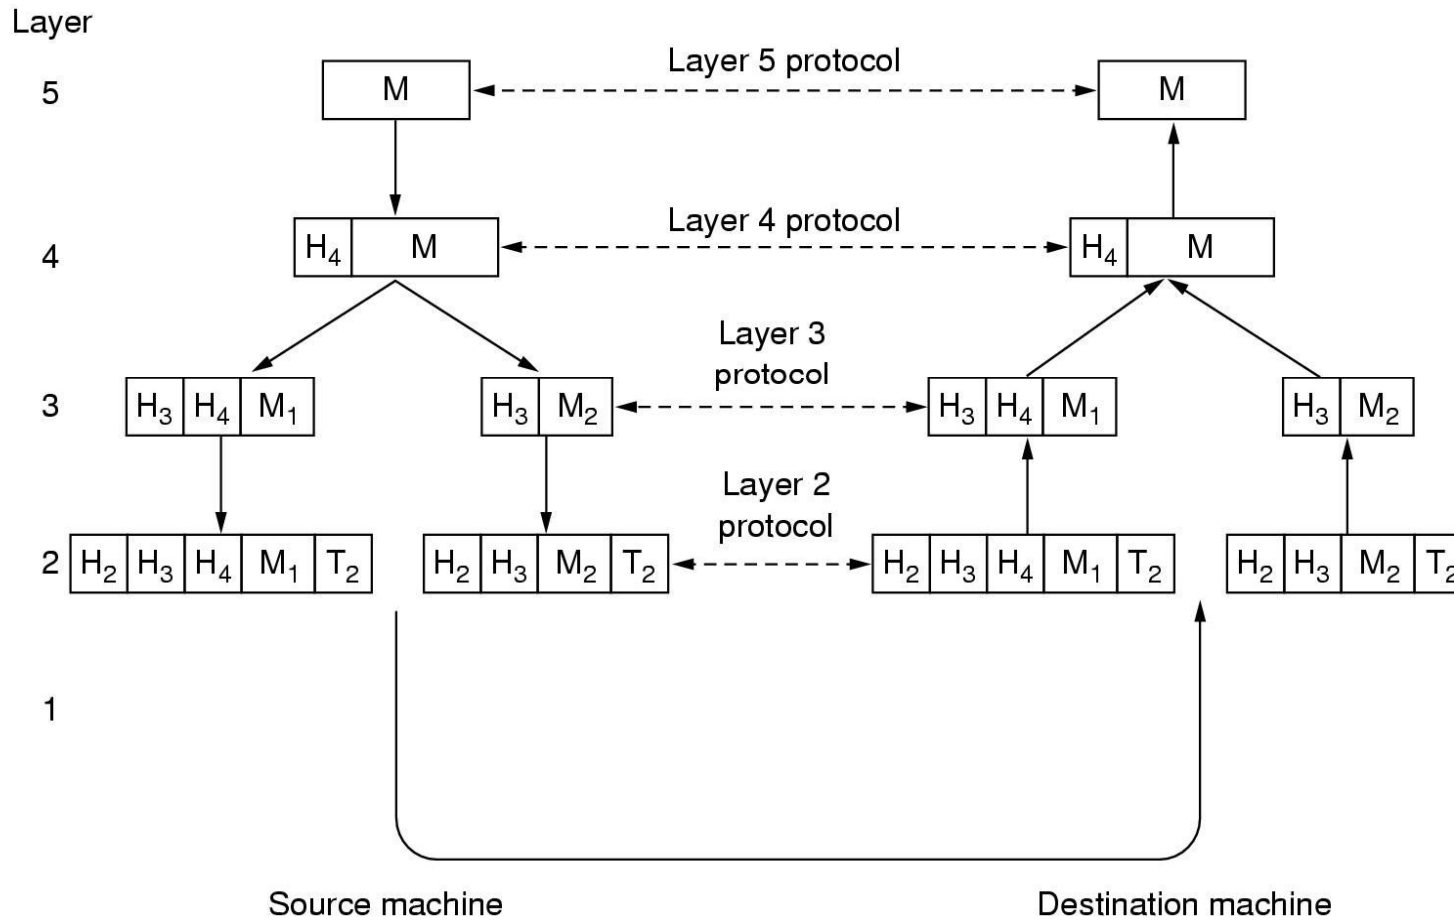 Layer
5 M Layer 5 protocol M
4 H₄ M Layer 4 protocol H₄ M
Layer 3
protocol
3 H₃ H₄ M₁ H₃ M₂ H₃ H₄ M₁ H₃ M₂
Layer 2
protocol
2 H₂ H₃ H₄ M₁ T₂ H₂ H₃ M₂ T₂ H₂ H₃ H₄ M₁ T₂ H₂ H₃ M₂ T₂
1
Source machine Destination machine